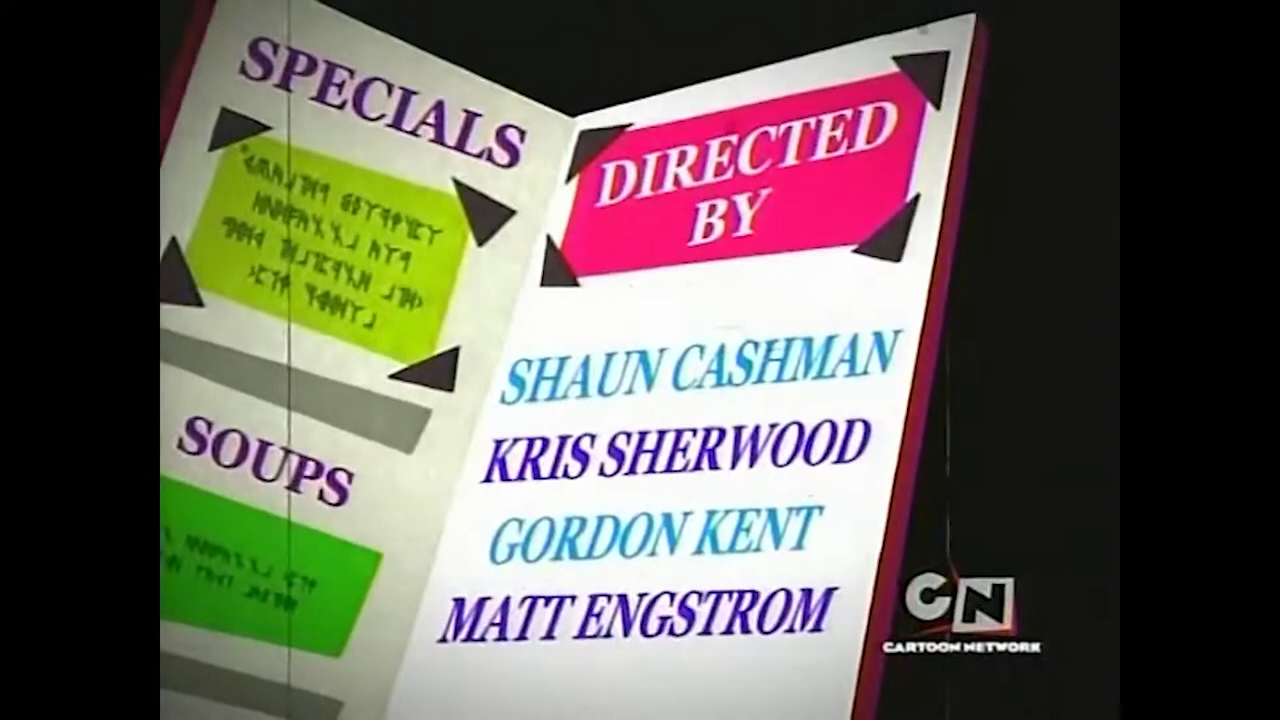 SPECIALS
SOUPS
DIRECTED
BY
SHAUN CASHMAN
KRIS SHERWOOD
GORDON KENT
MATT ENGSTROM
CN
CARTOON NETWORK